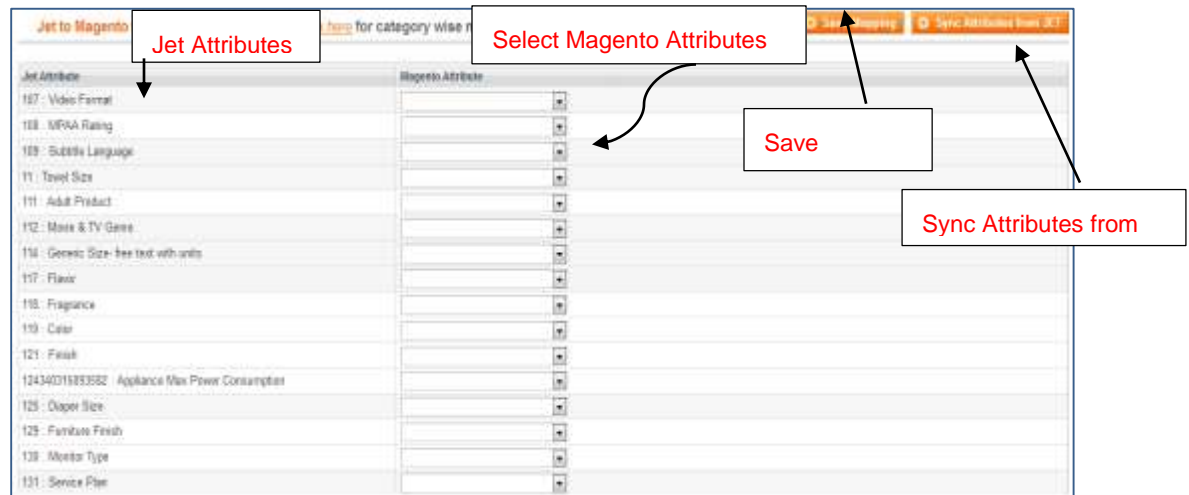 Jet to Magento
here for category wise
Save Mapping
Sync Attributes from JET
Jet Attributes
Select Magento Attributes
Save
Sync Attributes from
Jet Attribute Magento Attribute
107 : Video Format
108 : MPAA Rating
109 : Subtitle Language
11 : Towel Size
111 : Adult Product
112 : Movie & TV Genre
114 : Generic Size- free text with units
117 : Flavor
118 : Fragrance
119 : Color
121 : Finish
: Appliance Max Power Consumption
125 : Diaper Size
129 : Furniture Finish
130 : Monitor Type
131 : Service Plan